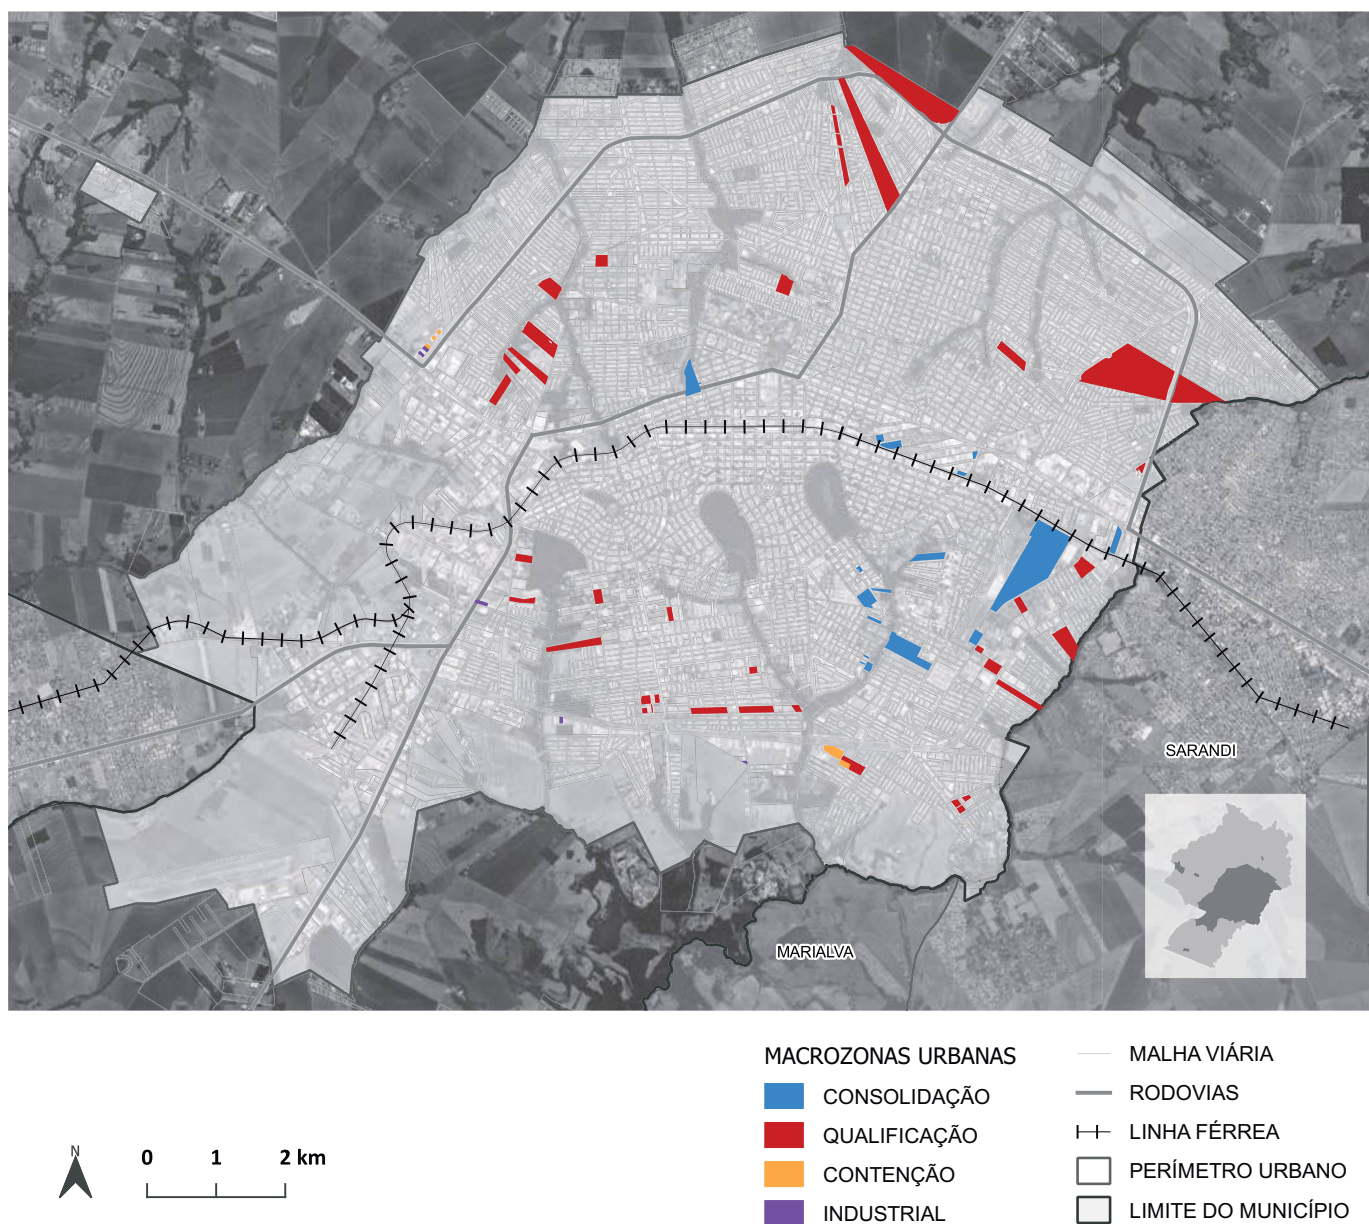 SARANDI
MARIALVA
N
0 1 2 km
MACROZONAS URBANAS
CONSOLIDAÇÃO
QUALIFICAÇÃO
CONTENÇÃO
INDUSTRIAL
MALHA VIÁRIA
RODOVIAS
LINHA FÉRREA
PERÍMETRO URBANO
LIMITE DO MUNICÍPIO